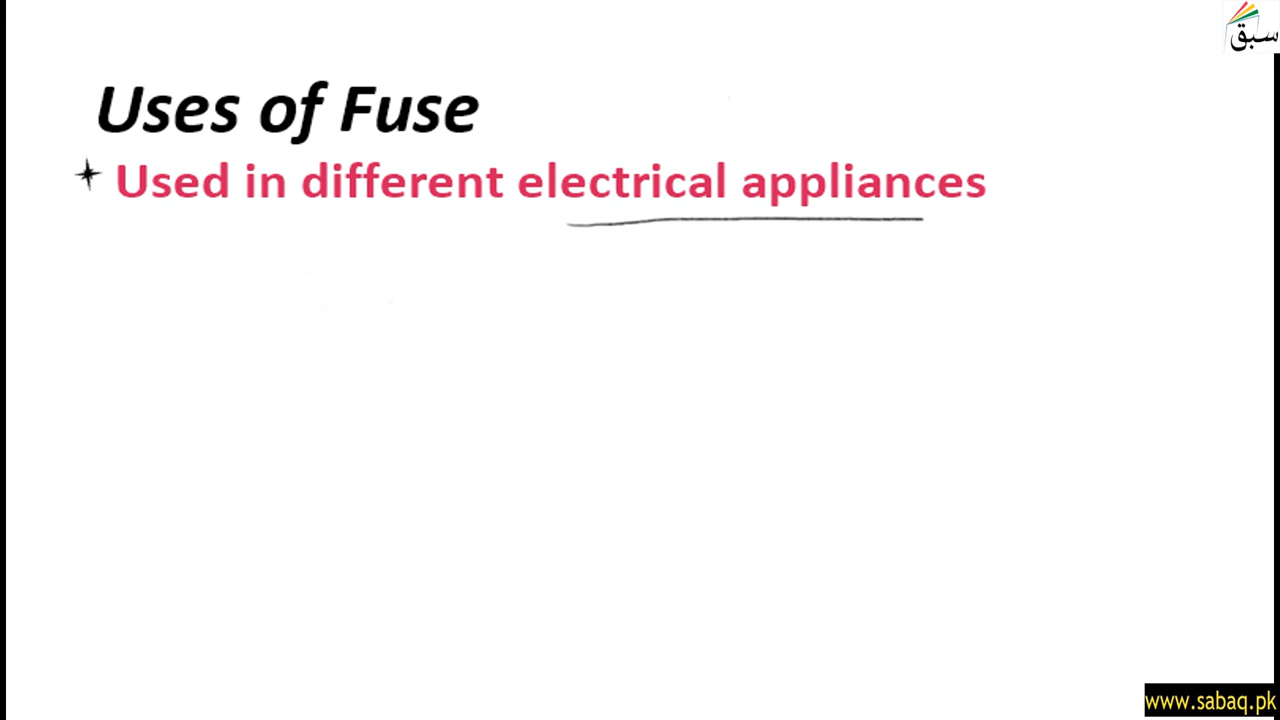 سبق
Uses of Fuse
Used in different electrical appliances
www.sabaq.pk